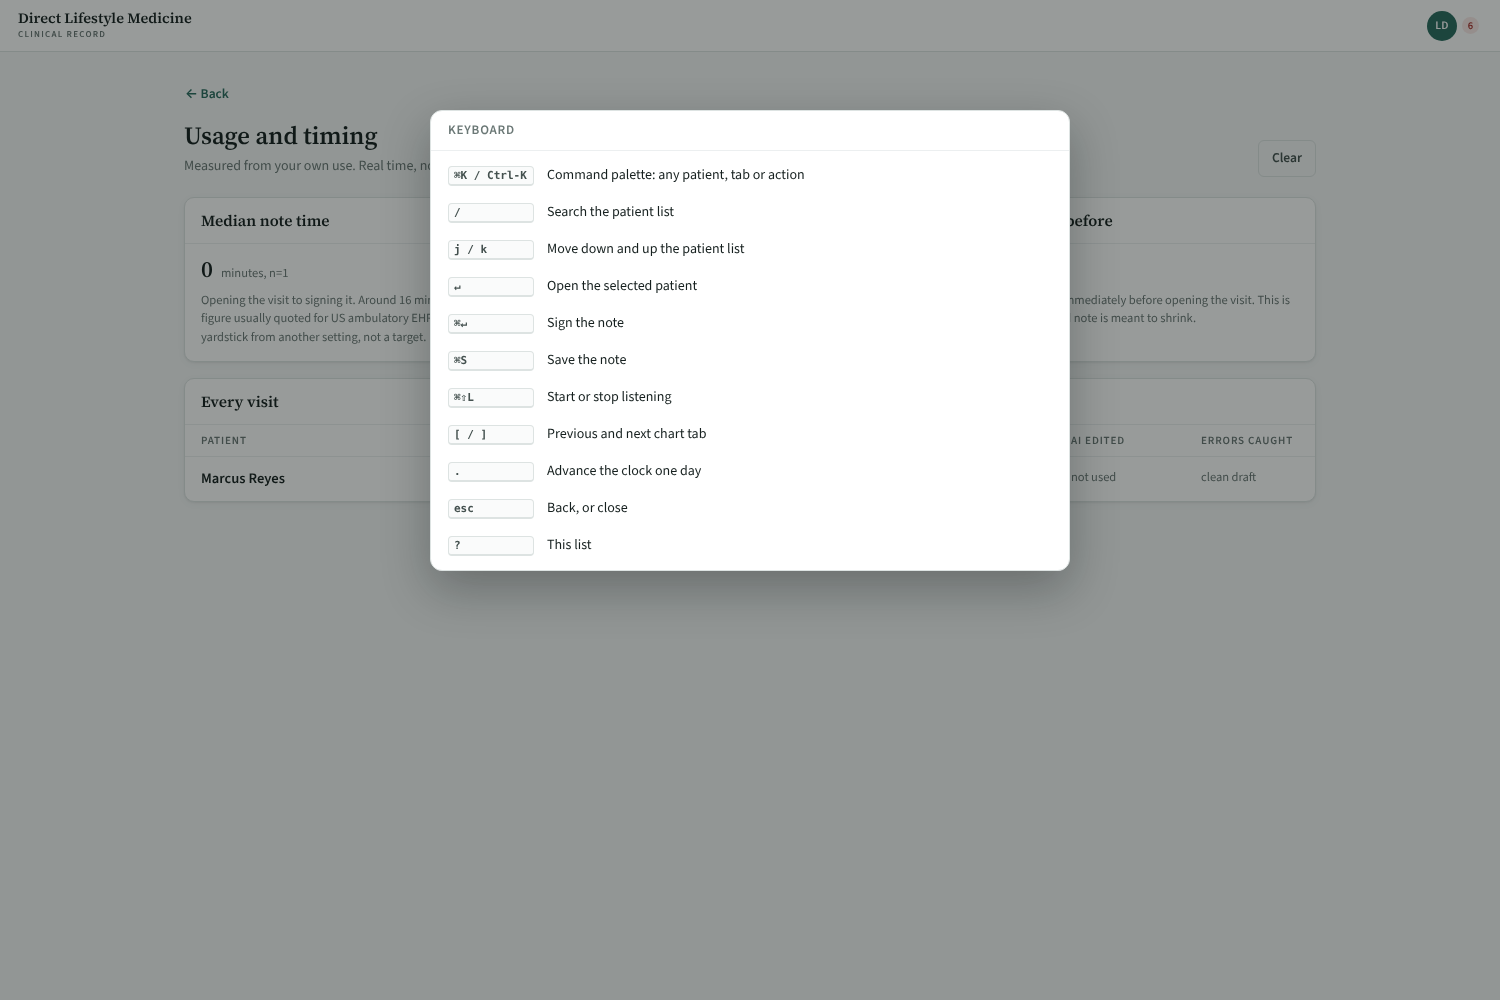 Direct Lifestyle Medicine
CLINICAL RECORD
LD
6
← Back
Usage and timing
Measured from your own use. Real time,
Clear
Median note time
0 minutes, n=1
Opening the visit to signing it. Around 16
figure usually quoted for US ambulatory
yardstick from another setting, not a target.
before
immediately before opening the visit. This is
note is meant to shrink.
Every visit
PATIENT
AI EDITED
ERRORS CAUGHT
Marcus Reyes
not used
clean draft
KEYBOARD
⌘K / Ctrl-K Command palette: any patient, tab or action
/ Search the patient list
j / k Move down and up the patient list
↵ Open the selected patient
⌘↵ Sign the note
⌘S Save the note
⌘⇧L Start or stop listening
[ / ] Previous and next chart tab
. Advance the clock one day
esc Back, or close
? This list